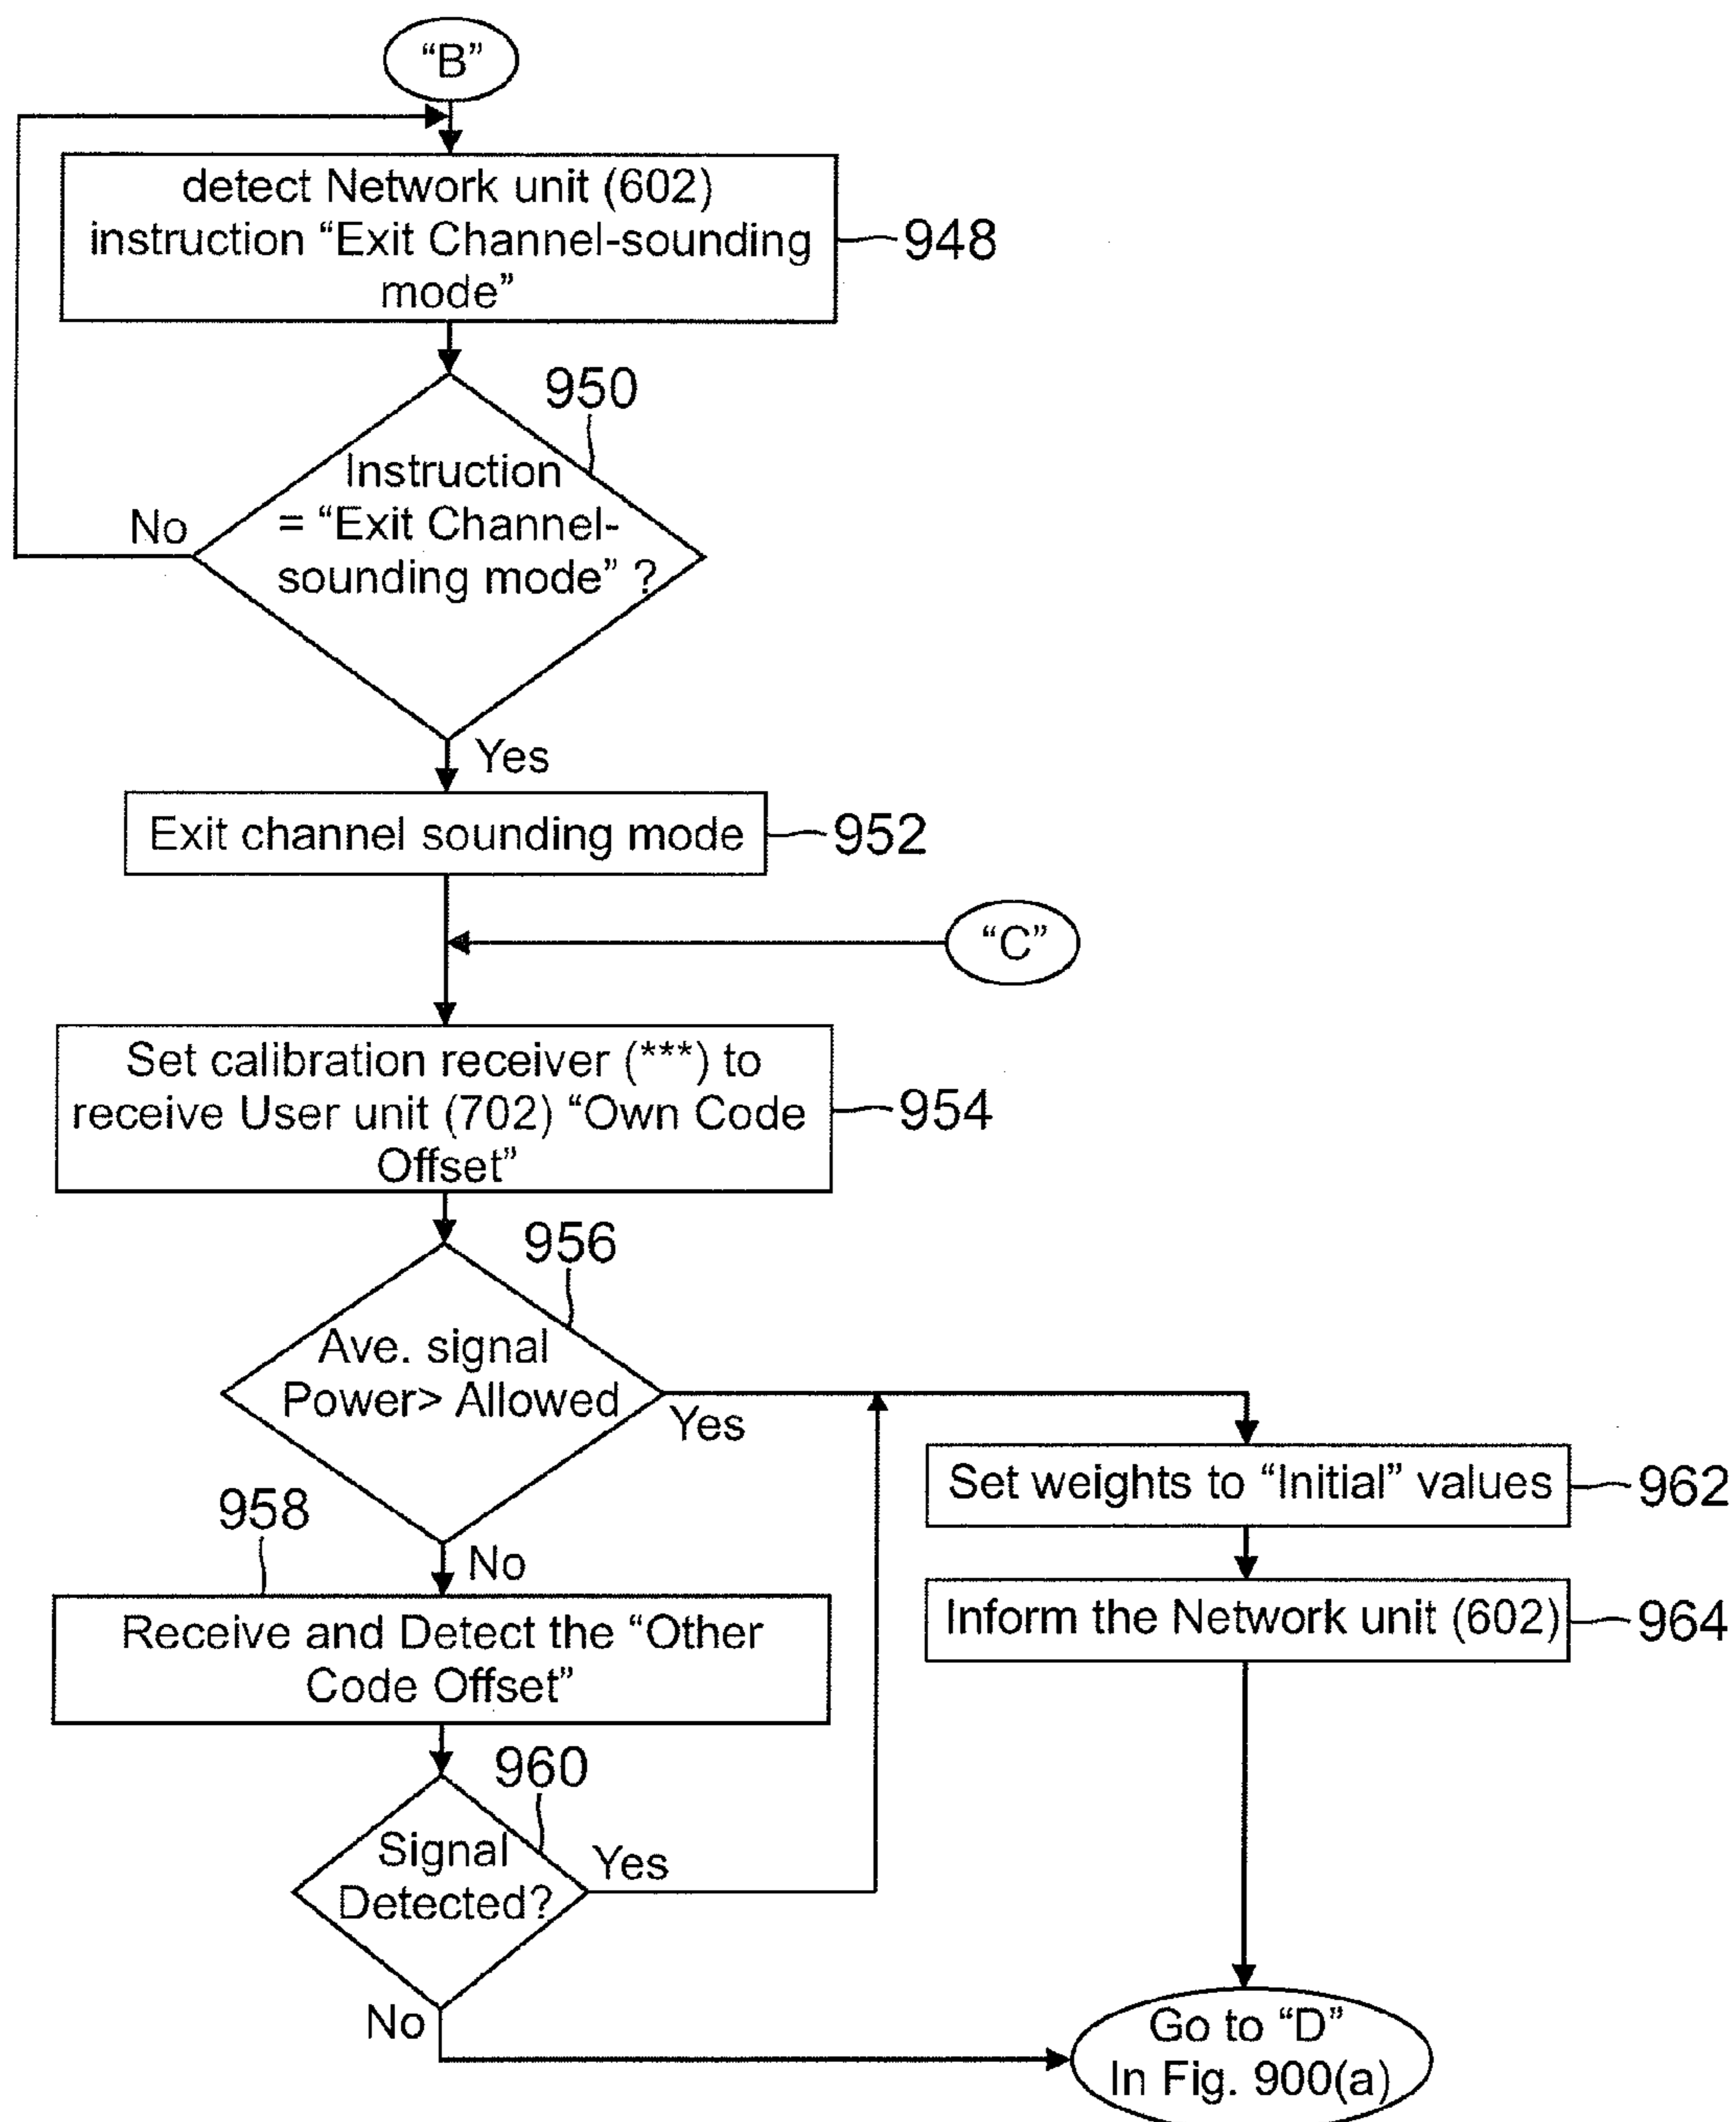 “B”
detect Network unit (602)
instruction “Exit Channel-sounding
mode”
948
950
Instruction
= “Exit Channel-
sounding mode” ?
No
Yes
Exit channel sounding mode
952
“C”
Set calibration receiver (***) to
receive User unit (702) “Own Code
Offset”
954
956
Ave. signal
Power> Allowed
Yes
No
Set weights to “Initial” values
962
958
Receive and Detect the “Other
Code Offset”
Inform the Network unit (602)
964
960
Signal
Detected?
Yes
No
Go to “D”
In Fig. 900(a)